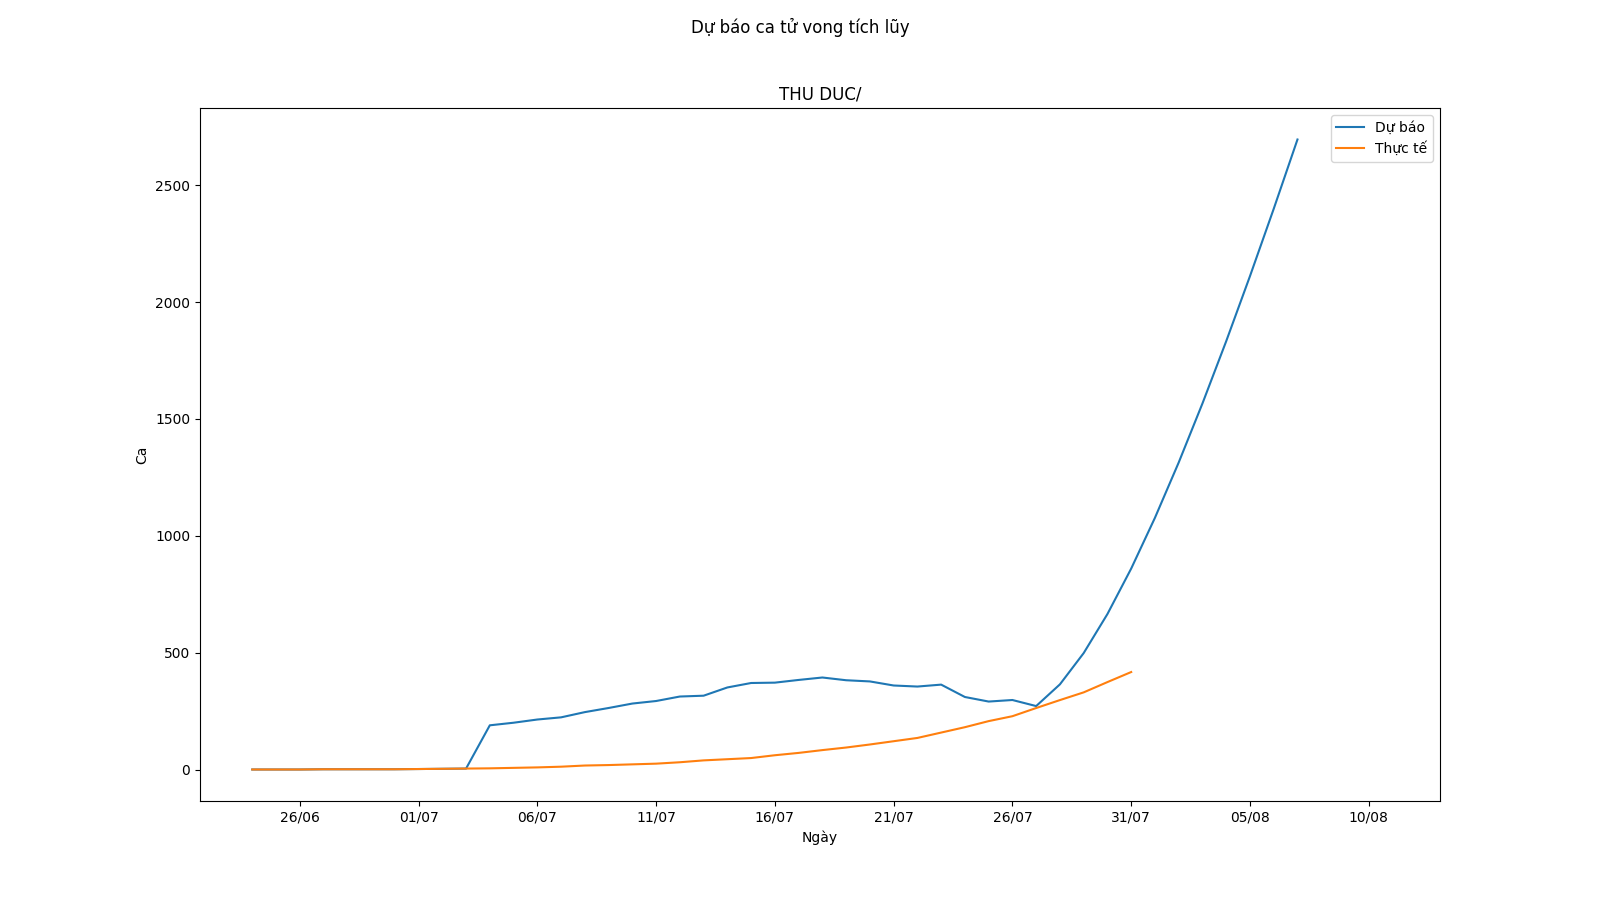 Dự báo ca tử vong tích lũy
THU DUC/
Dự báo
Thực tế
2500
2000
1500
1000
500
0
Ca
26/06 01/07 06/07 11/07 16/07 21/07 26/07 31/07 05/08 10/08
Ngày